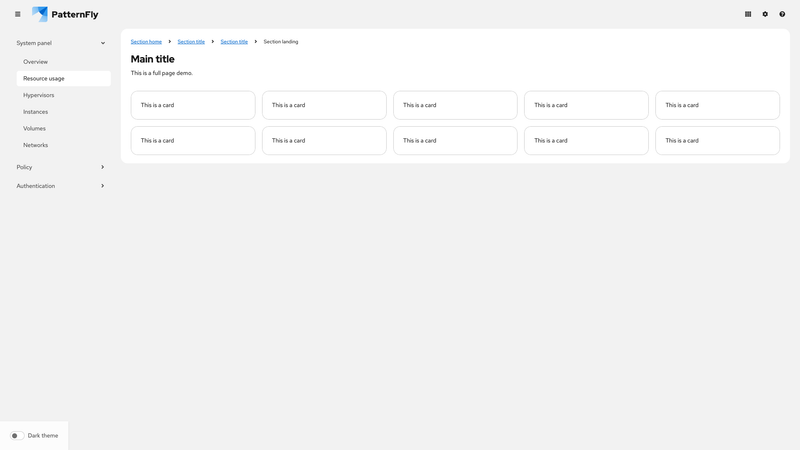 PatternFly
System panel
Overview
Resource usage
Hypervisors
Instances
Volumes
Networks
Policy
Authentication
Section home
Section title
Section title
Section landing
Main title
This is a full page demo.
This is a card
This is a card
This is a card
This is a card
This is a card
This is a card
This is a card
This is a card
This is a card
This is a card
Dark theme